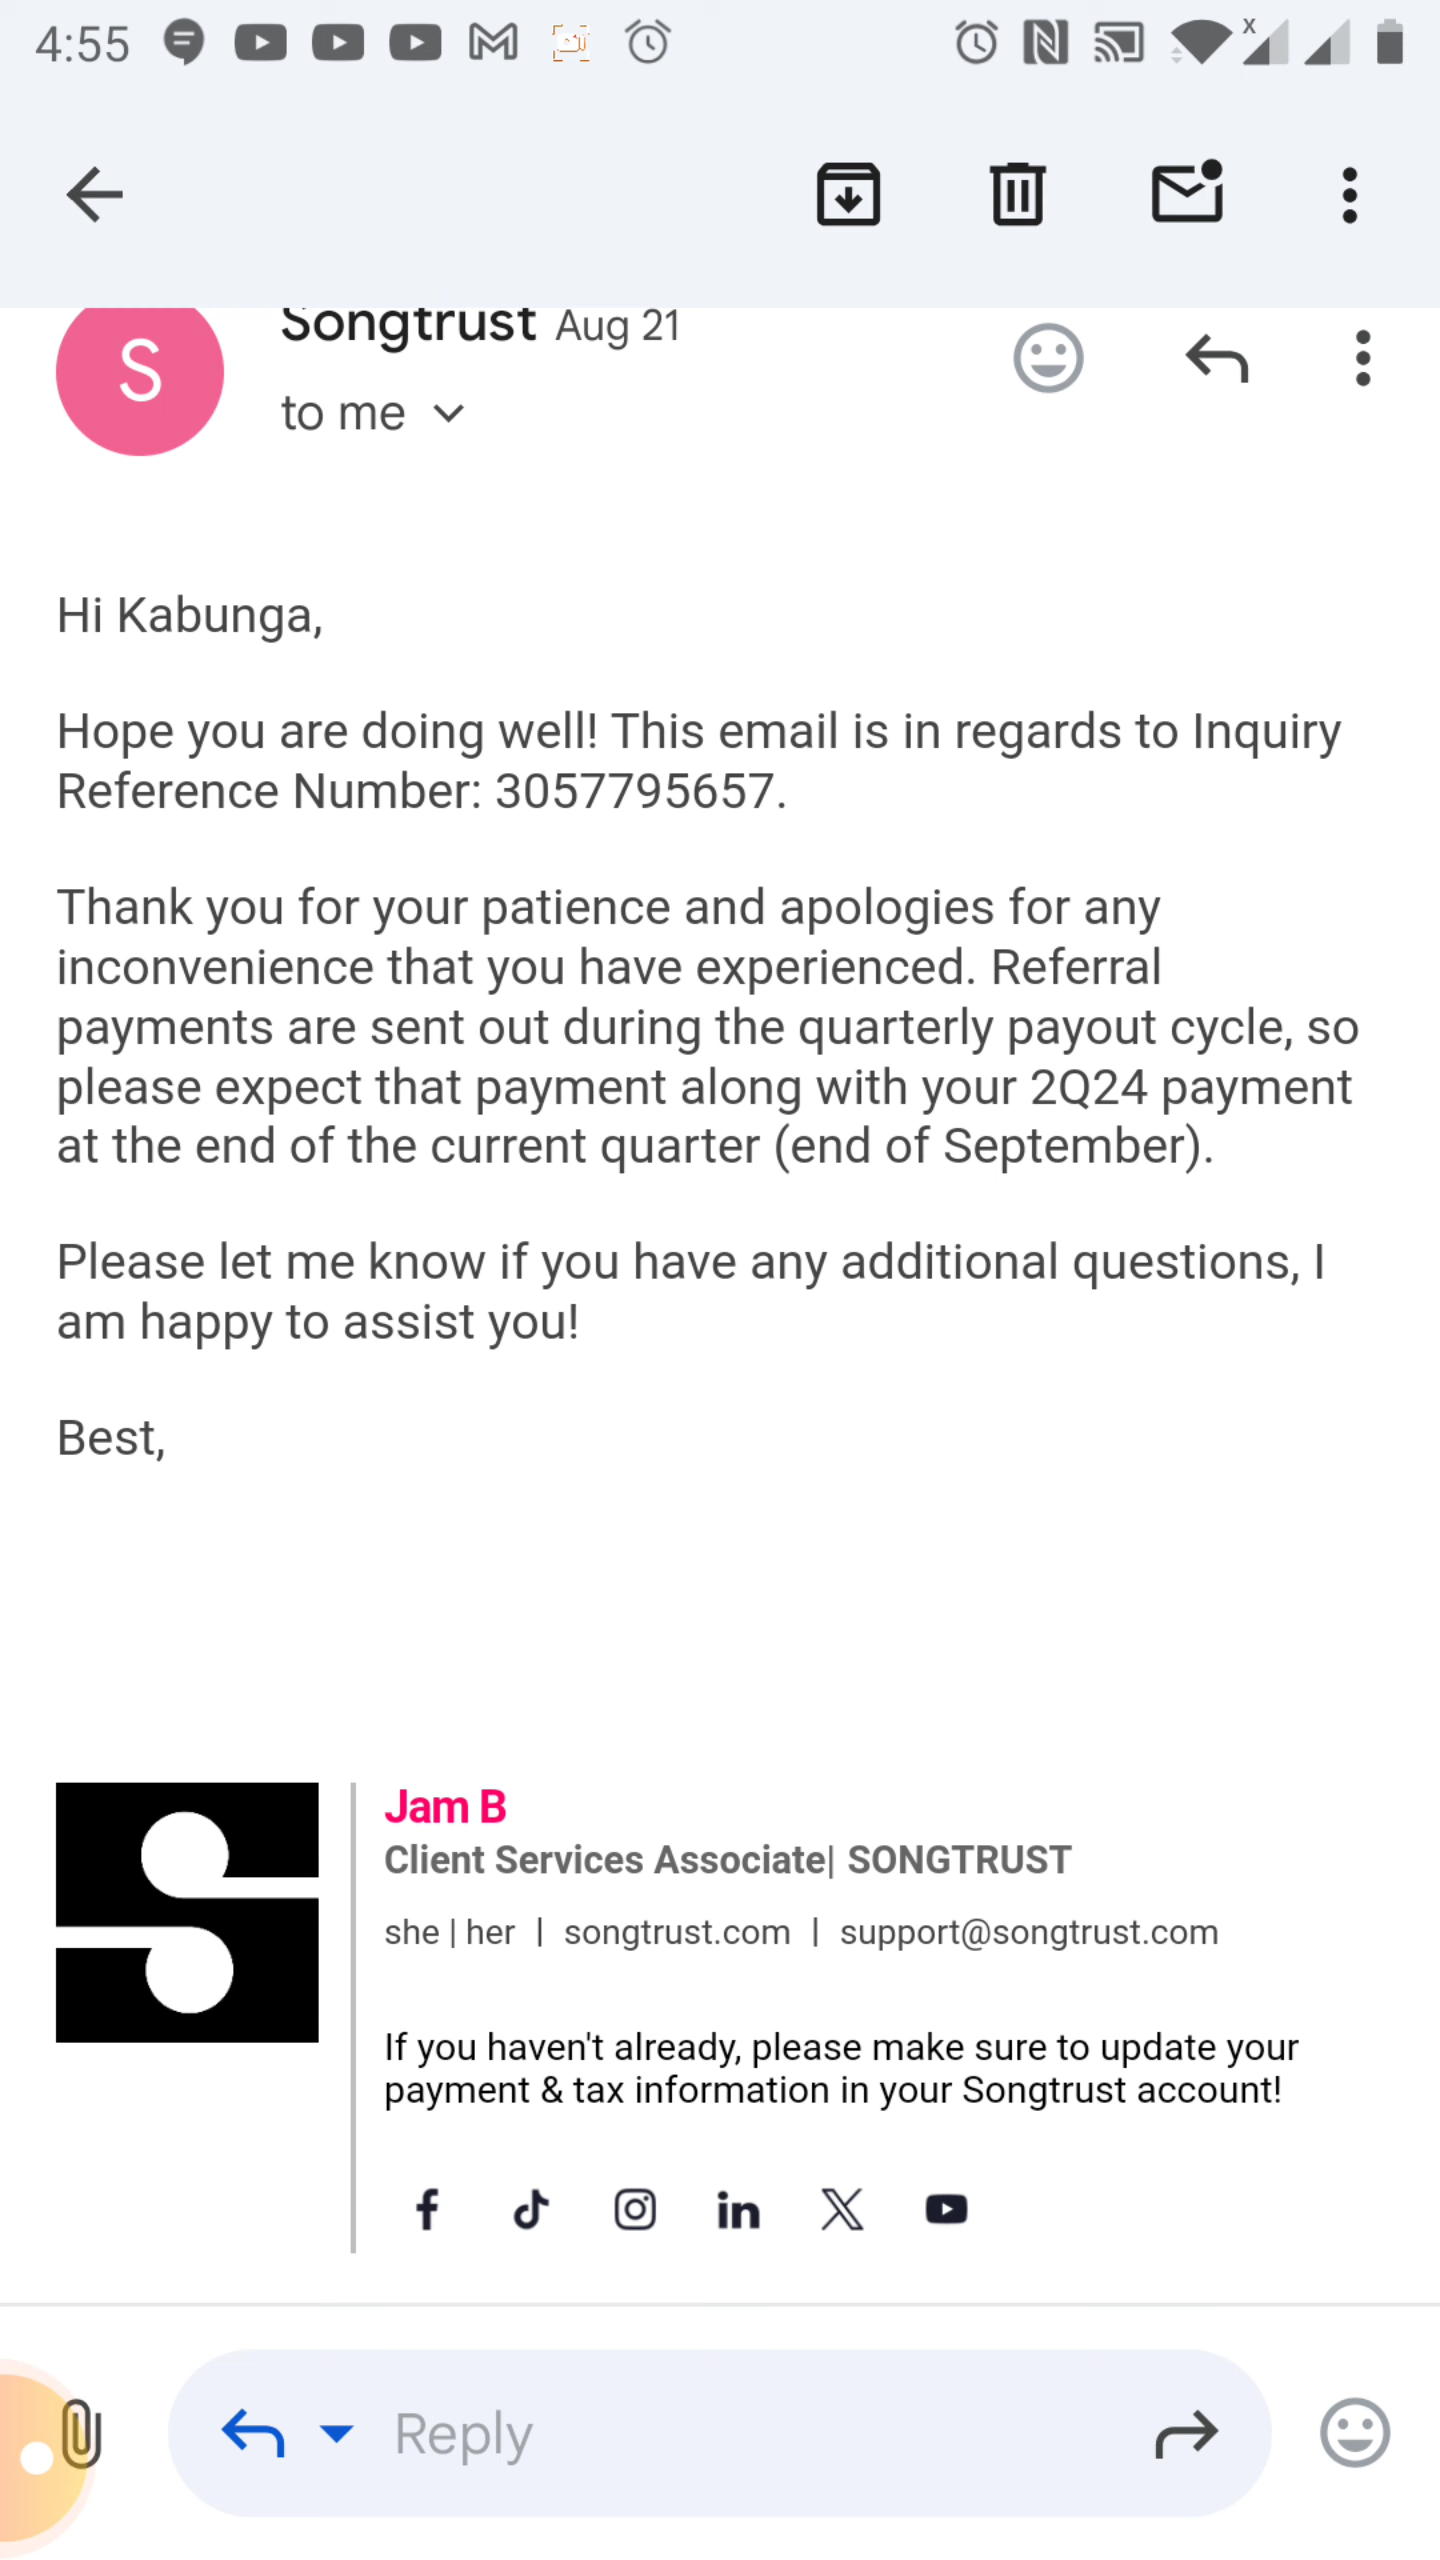 4:55
x
Songtrust Aug 21
S
to me
Hi Kabunga,
Hope you are doing well! This email is in regards to Inquiry
Reference Number: 3057795657.
Thank you for your patience and apologies for any
inconvenience that you have experienced. Referral
payments are sent out during the quarterly payout cycle, so
please expect that payment along with your 2Q24 payment
at the end of the current quarter (end of September).
Please let me know if you have any additional questions, I
am happy to assist you!
Best,
Jam B
Client Services Associate| SONGTRUST
she | her | songtrust.com | support@songtrust.com
If you haven't already, please make sure to update your
payment & tax information in your Songtrust account!
Reply